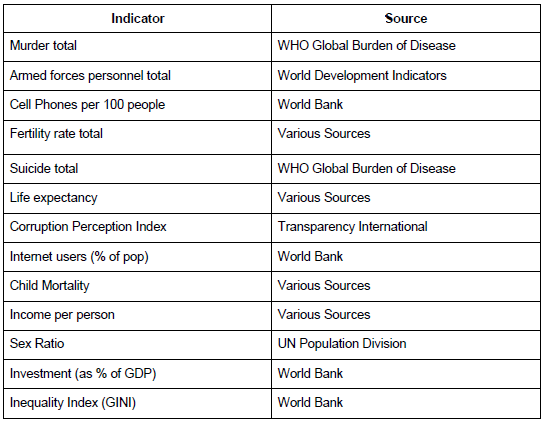 Indicator Source
Murder total WHO Global Burden of Disease
Armed forces personnel total World Development Indicators
Cell Phones per 100 people World Bank
Fertility rate total Various Sources
Suicide total WHO Global Burden of Disease
Life expectancy Various Sources
Corruption Perception Index Transparency International
Internet users (% of pop) World Bank
Child Mortality Various Sources
Income per person Various Sources
Sex Ratio UN Population Division
Investment (as % of GDP) World Bank
Inequality Index (GINI) World Bank